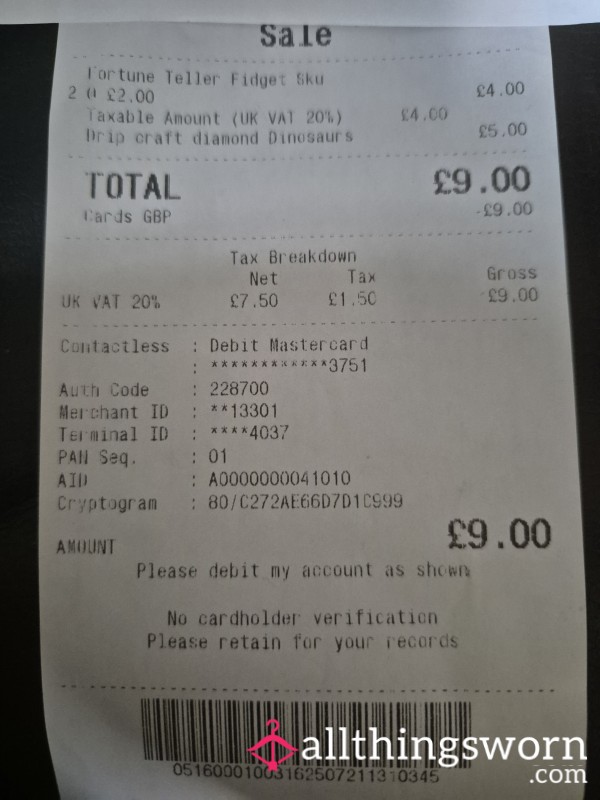 Sale
Fortune Teller Fidget Sku
2 @ £2.00 £4.00
Taxable Amount (UK VAT 20%) £4.00
Drip craft diamond Dinosaurs £5.00
TOTAL £9.00
Cards GBP -£9.00
Tax Breakdown
Net Tax Gross
UK VAT 20% £7.50 £1.50 £9.00
Contactless : Debit Mastercard
: ************3751
Auth Code : 228700
Merchant ID : **13301
Terminal ID : ****4037
PAN Seq. : 01
AID : A0000000041010
Cryptogram : 80/C272AE66D7D1C999
AMOUNT £9.00
Please debit my account as shown
No cardholder verification
Please retain for your records
allthingsworn
.com